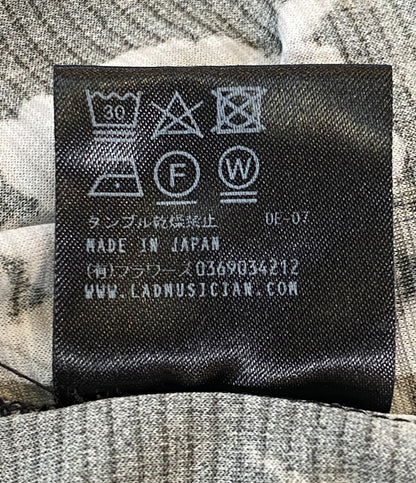 30
F W
タンブル乾燥禁止 DE-07
MADE IN JAPAN
(有)フラワーズ0369034212
WWW.LADMUSICIAN.COM